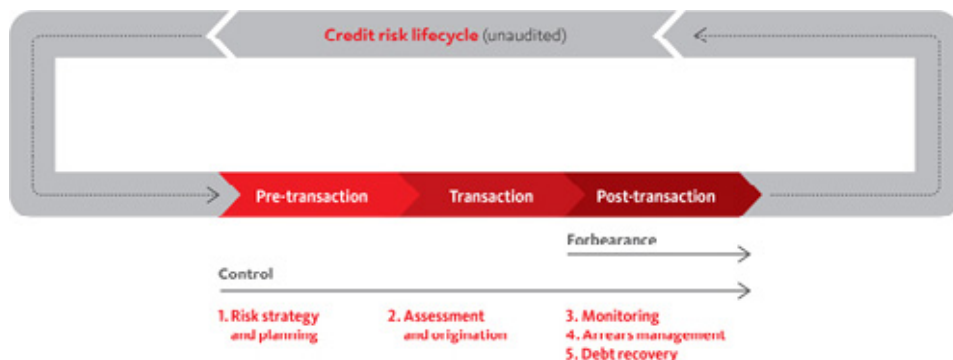 Credit risk lifecycle (unaudited)
Pre-transaction Transaction Post-transaction
Forbearance
Control
1. Risk strategy
and planning
2. Assessment
and origination
3. Monitoring
4. Arrears management
5. Debt recovery